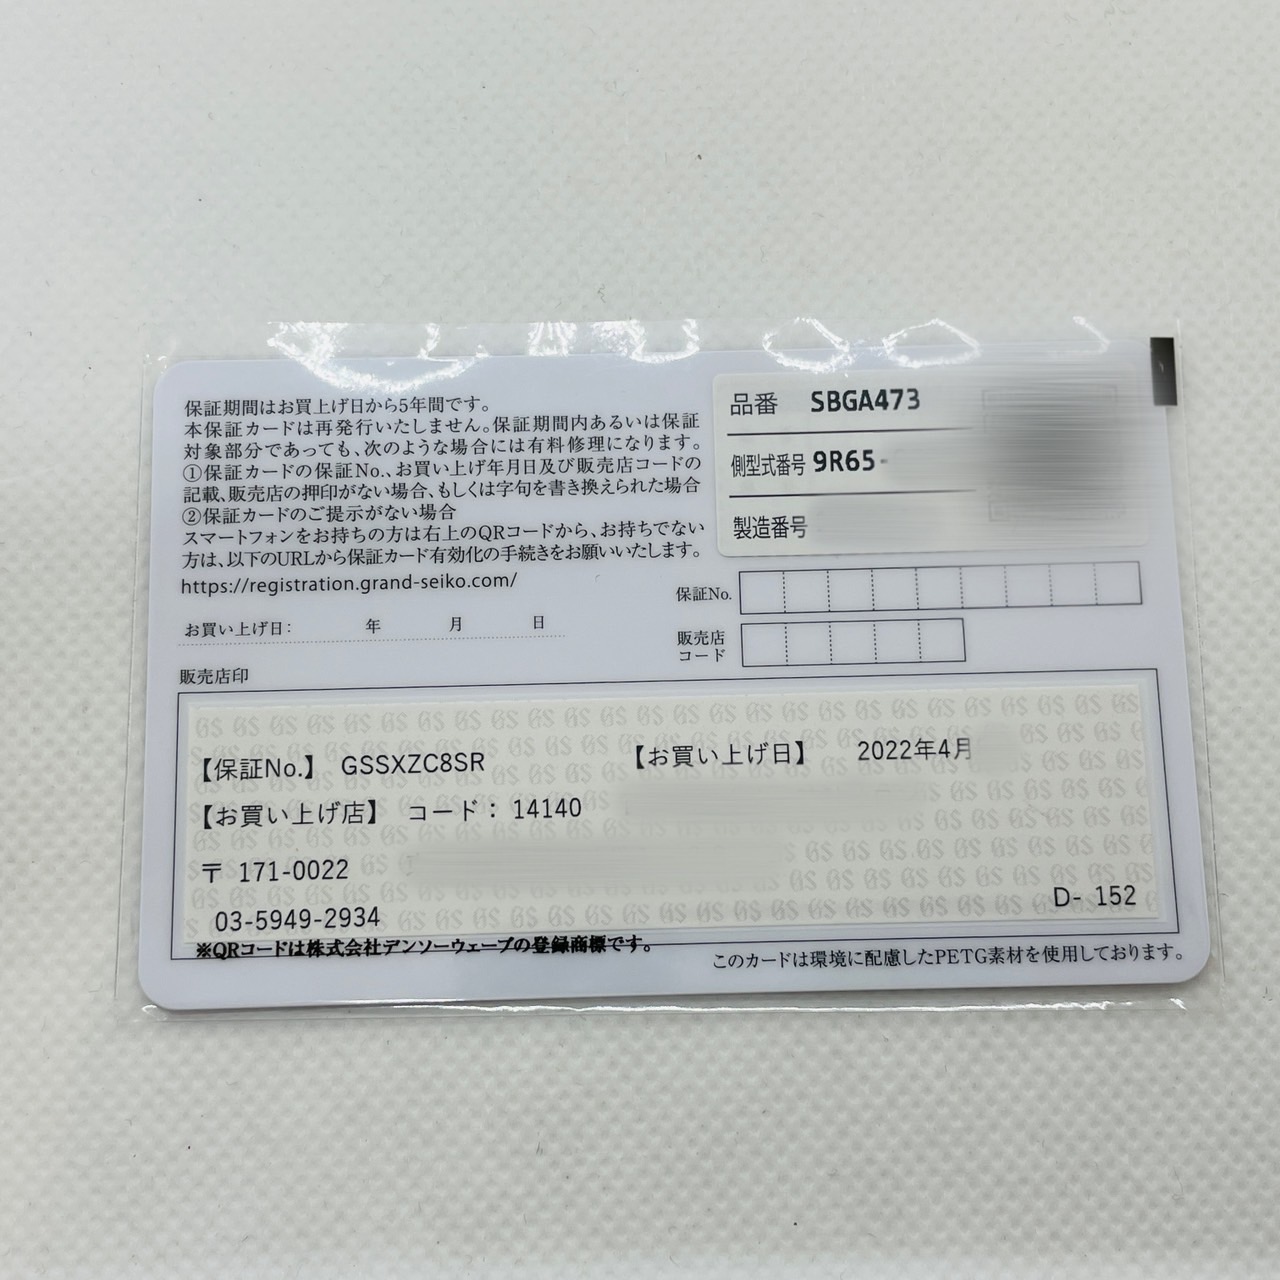 保証期間はお買上げ日から5年間です。
本保証カードは再発行いたしません。保証期間内あるいは保証
対象部分であっても、次のような場合には有料修理になります。
①保証カードの保証No.、お買い上げ年月日及び販売店コードの
記載、販売店の押印がない場合、もしくは字句を書き換えられた場合
②保証カードのご提示がない場合
スマートフォンをお持ちの方は右上のQRコードから、お持ちでない
方は、以下のURLから保証カード有効化の手続きをお願いいたします。
https://registration.grand-seiko.com/
お買い上げ日: 年 月 日
品番 SBGA473
側型式番号 9R65-
製造番号
保証No.
販売店
コード
販売店印
【保証No.】 GSSXZC8SR 【お買い上げ日】 2022年4月
【お買い上げ店】 コード: 14140
〒 171-0022
03-5949-2934 D- 152
※QRコードは株式会社デンソーウェーブの登録商標です。
このカードは環境に配慮したPETG素材を使用しております。